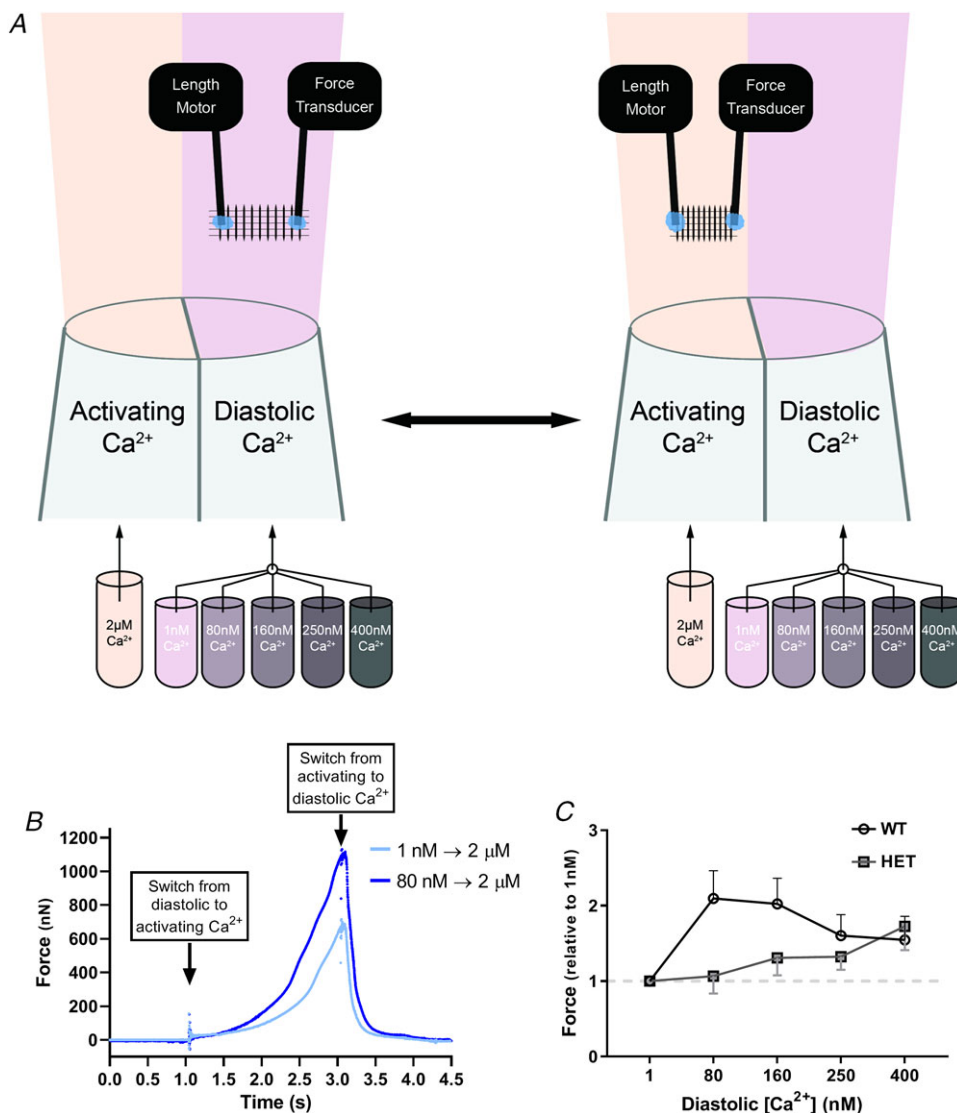 A
Length
Motor
Force
Transducer
Activating
Ca²⁺
Diastolic
Ca²⁺
2µM
Ca²⁺
1nM
Ca²⁺
80nM
Ca²⁺
160nM
Ca²⁺
250nM
Ca²⁺
400nM
Ca²⁺
Length
Motor
Force
Transducer
Activating
Ca²⁺
Diastolic
Ca²⁺
2µM
Ca²⁺
1nM
Ca²⁺
80nM
Ca²⁺
160nM
Ca²⁺
250nM
Ca²⁺
400nM
Ca²⁺
B
Switch from
activating to
diastolic Ca²⁺
Switch from
diastolic to
activating Ca²⁺
1 nM → 2 µM
80 nM → 2 µM
Force (nN)
1200
1000
800
600
400
200
0
0.0 0.5 1.0 1.5 2.0 2.5 3.0 3.5 4.0 4.5
Time (s)
C
WT
HET
Force (relative to 1nM)
3
2
1
0
1 80 160 250 400
Diastolic [Ca²⁺] (nM)